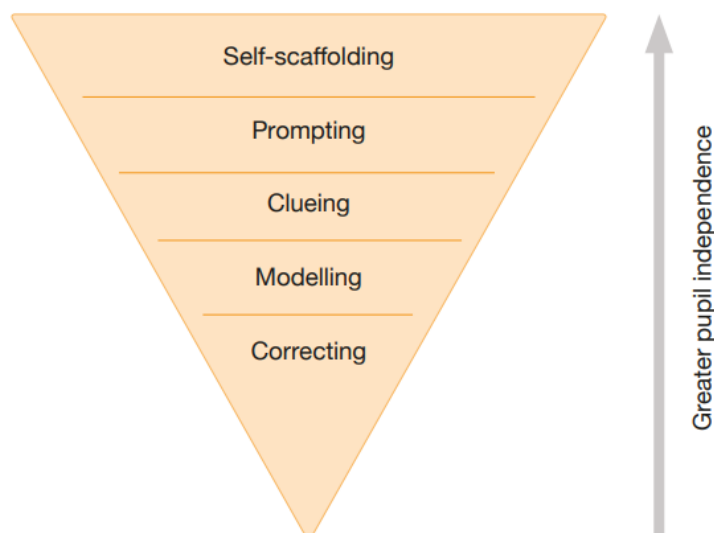 Self-scaffolding
Prompting
Clueing
Modelling
Correcting
Greater pupil independence